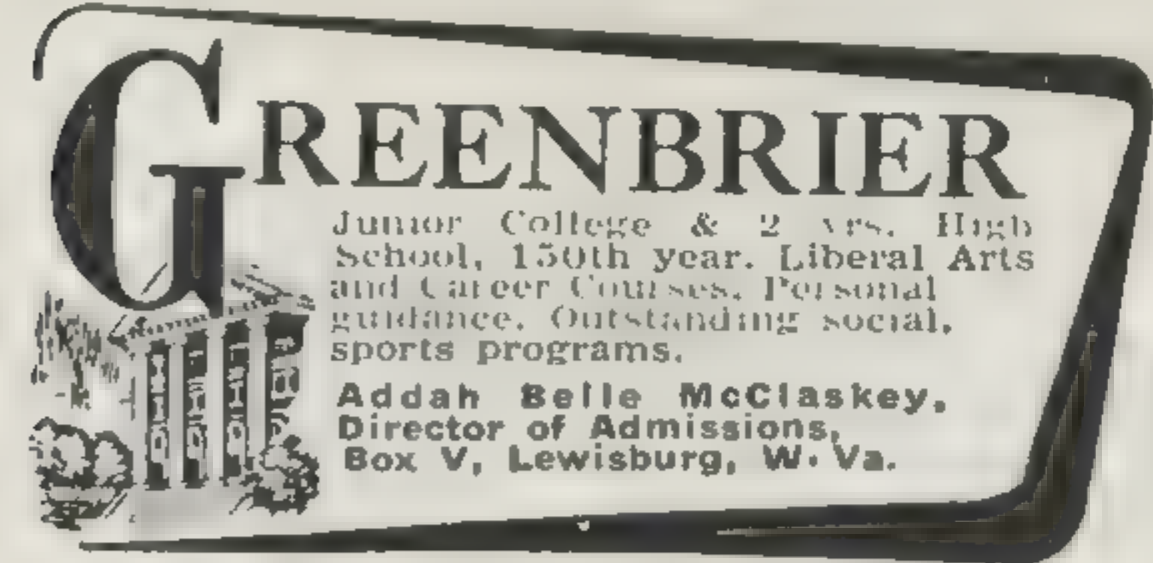 GREENBRIER
Junior College & 2 yrs. High
School, 150th year. Liberal Arts
and Career Courses. Personal
guidance. Outstanding social,
sports programs.
Addah Belle McClaskey,
Director of Admissions,
Box V, Lewisburg, W. Va.